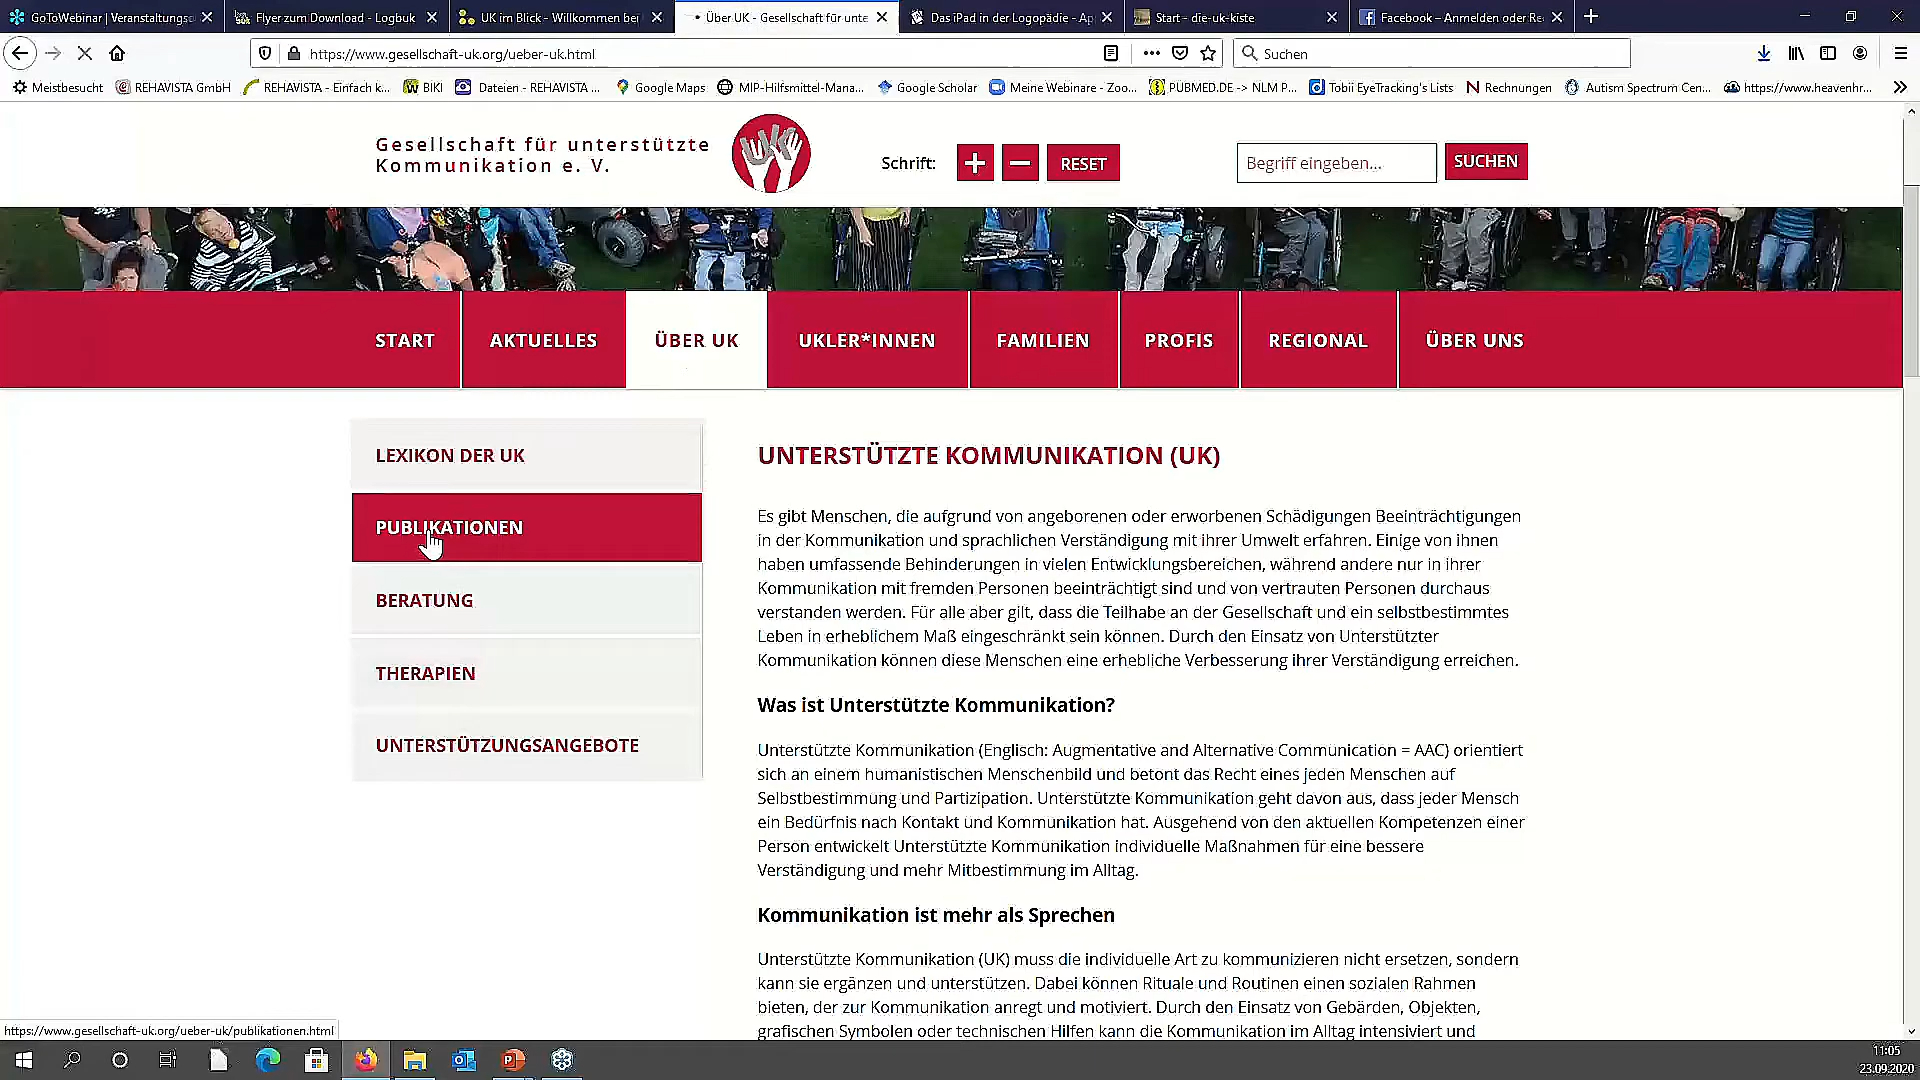 GoToWebinar | Veranstaltungsc
Flyer zum Download - Logbuk
UK im Blick - Willkommen bei
Über UK - Gesellschaft für unte
Das iPad in der Logopädie - Ap
Start - die-uk-kiste
Facebook – Anmelden oder Re
https://www.gesellschaft-uk.org/ueber-uk.html
Suchen
Meistbesucht
REHAVISTA GmbH
REHAVISTA - Einfach k...
BIKI
Dateien - REHAVISTA ...
Google Maps
MIP-Hilfsmittel-Mana...
Google Scholar
Meine Webinare - Zoo...
PUBMED.DE -> NLM P...
Tobii EyeTracking's Lists
Rechnungen
Autism Spectrum Cen...
https://www.heavenhr...
Gesellschaft für unterstützte
Kommunikation e. V.
UK
Schrift:
RESET
Begriff eingeben...
SUCHEN
START
AKTUELLES
ÜBER UK
UKLER*INNEN
FAMILIEN
PROFIS
REGIONAL
ÜBER UNS
LEXIKON DER UK
PUBLIKATIONEN
BERATUNG
THERAPIEN
UNTERSTÜTZUNGSANGEBOTE
UNTERSTÜTZTE KOMMUNIKATION (UK)
Es gibt Menschen, die aufgrund von angeborenen oder erworbenen Schädigungen Beeinträchtigungen
in der Kommunikation und sprachlichen Verständigung mit ihrer Umwelt erfahren. Einige von ihnen
haben umfassende Behinderungen in vielen Entwicklungsbereichen, während andere nur in ihrer
Kommunikation mit fremden Personen beeinträchtigt sind und von vertrauten Personen durchaus
verstanden werden. Für alle aber gilt, dass die Teilhabe an der Gesellschaft und ein selbstbestimmtes
Leben in erheblichem Maß eingeschränkt sein können. Durch den Einsatz von Unterstützter
Kommunikation können diese Menschen eine erhebliche Verbesserung ihrer Verständigung erreichen.
Was ist Unterstützte Kommunikation?
Unterstützte Kommunikation (Englisch: Augmentative and Alternative Communication = AAC) orientiert
sich an einem humanistischen Menschenbild und betont das Recht eines jeden Menschen auf
Selbstbestimmung und Partizipation. Unterstützte Kommunikation geht davon aus, dass jeder Mensch
ein Bedürfnis nach Kontakt und Kommunikation hat. Ausgehend von den aktuellen Kompetenzen einer
Person entwickelt Unterstützte Kommunikation individuelle Maßnahmen für eine bessere
Verständigung und mehr Mitbestimmung im Alltag.
Kommunikation ist mehr als Sprechen
Unterstützte Kommunikation (UK) muss die individuelle Art zu kommunizieren nicht ersetzen, sondern
kann sie ergänzen und unterstützen. Dabei können Rituale und Routinen einen sozialen Rahmen
bieten, der zur Kommunikation anregt und motiviert. Durch den Einsatz von Gebärden, Objekten,
grafischen Symbolen oder technischen Hilfen kann die Kommunikation im Alltag intensiviert und
https://www.gesellschaft-uk.org/ueber-uk/publikationen.html
11:05
23.09.2020